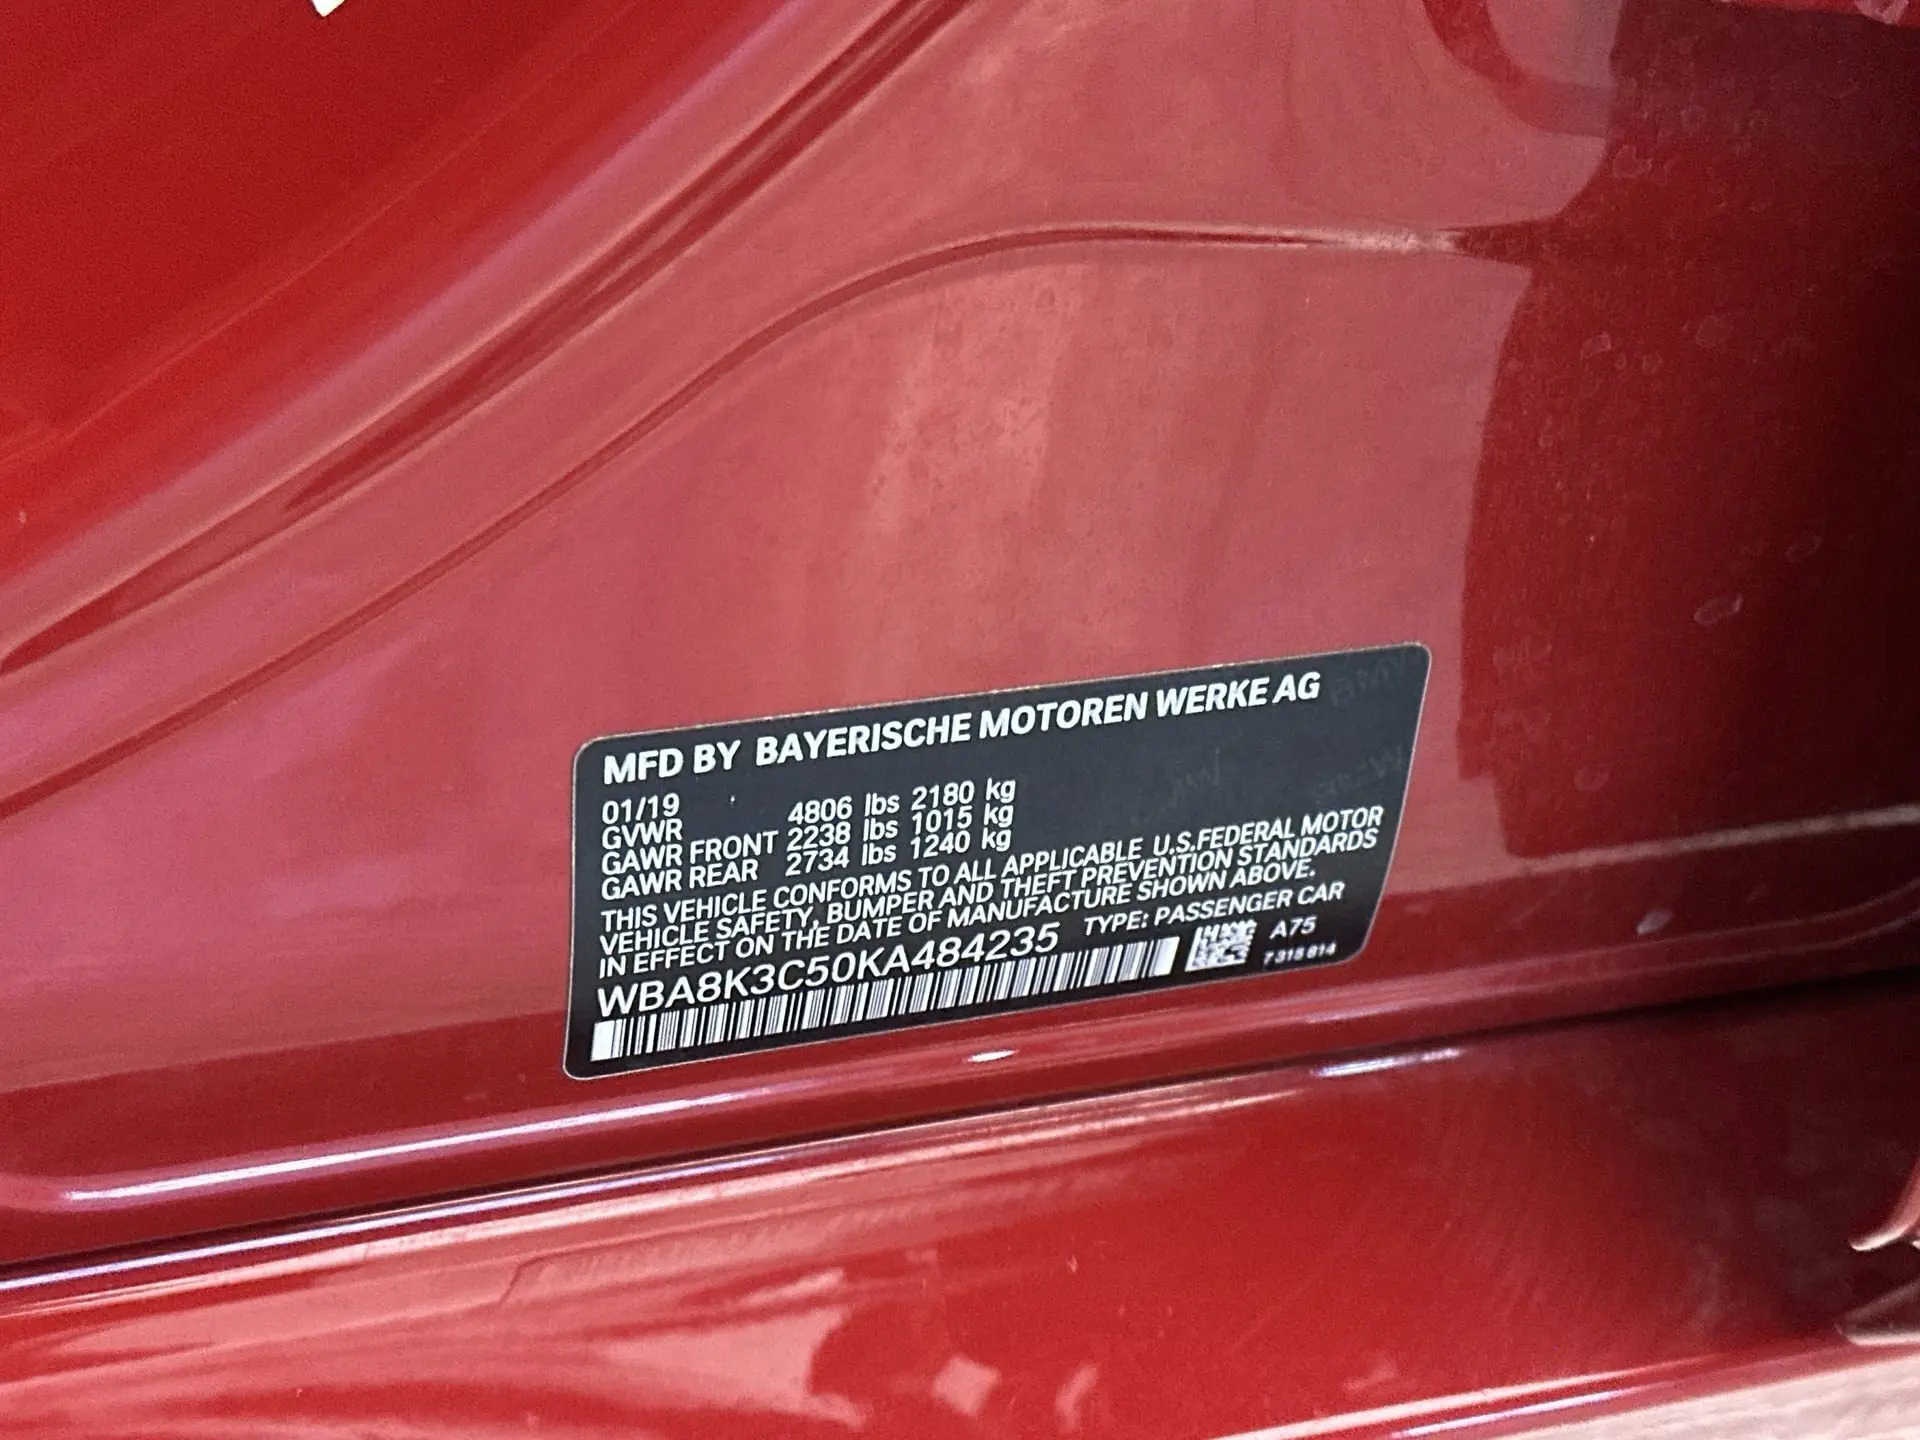 MFD BY BAYERISCHE MOTOREN WERKE AG
01/19
GVWR 4806 lbs 2180 kg
GAWR FRONT 2238 lbs 1015 kg
GAWR REAR 2734 lbs 1240 kg
THIS VEHICLE CONFORMS TO ALL APPLICABLE U.S.FEDERAL MOTOR
VEHICLE SAFETY, BUMPER AND THEFT PREVENTION STANDARDS
IN EFFECT ON THE DATE OF MANUFACTURE SHOWN ABOVE.
WBA8K3C50KA484235 TYPE: PASSENGER CAR
A75